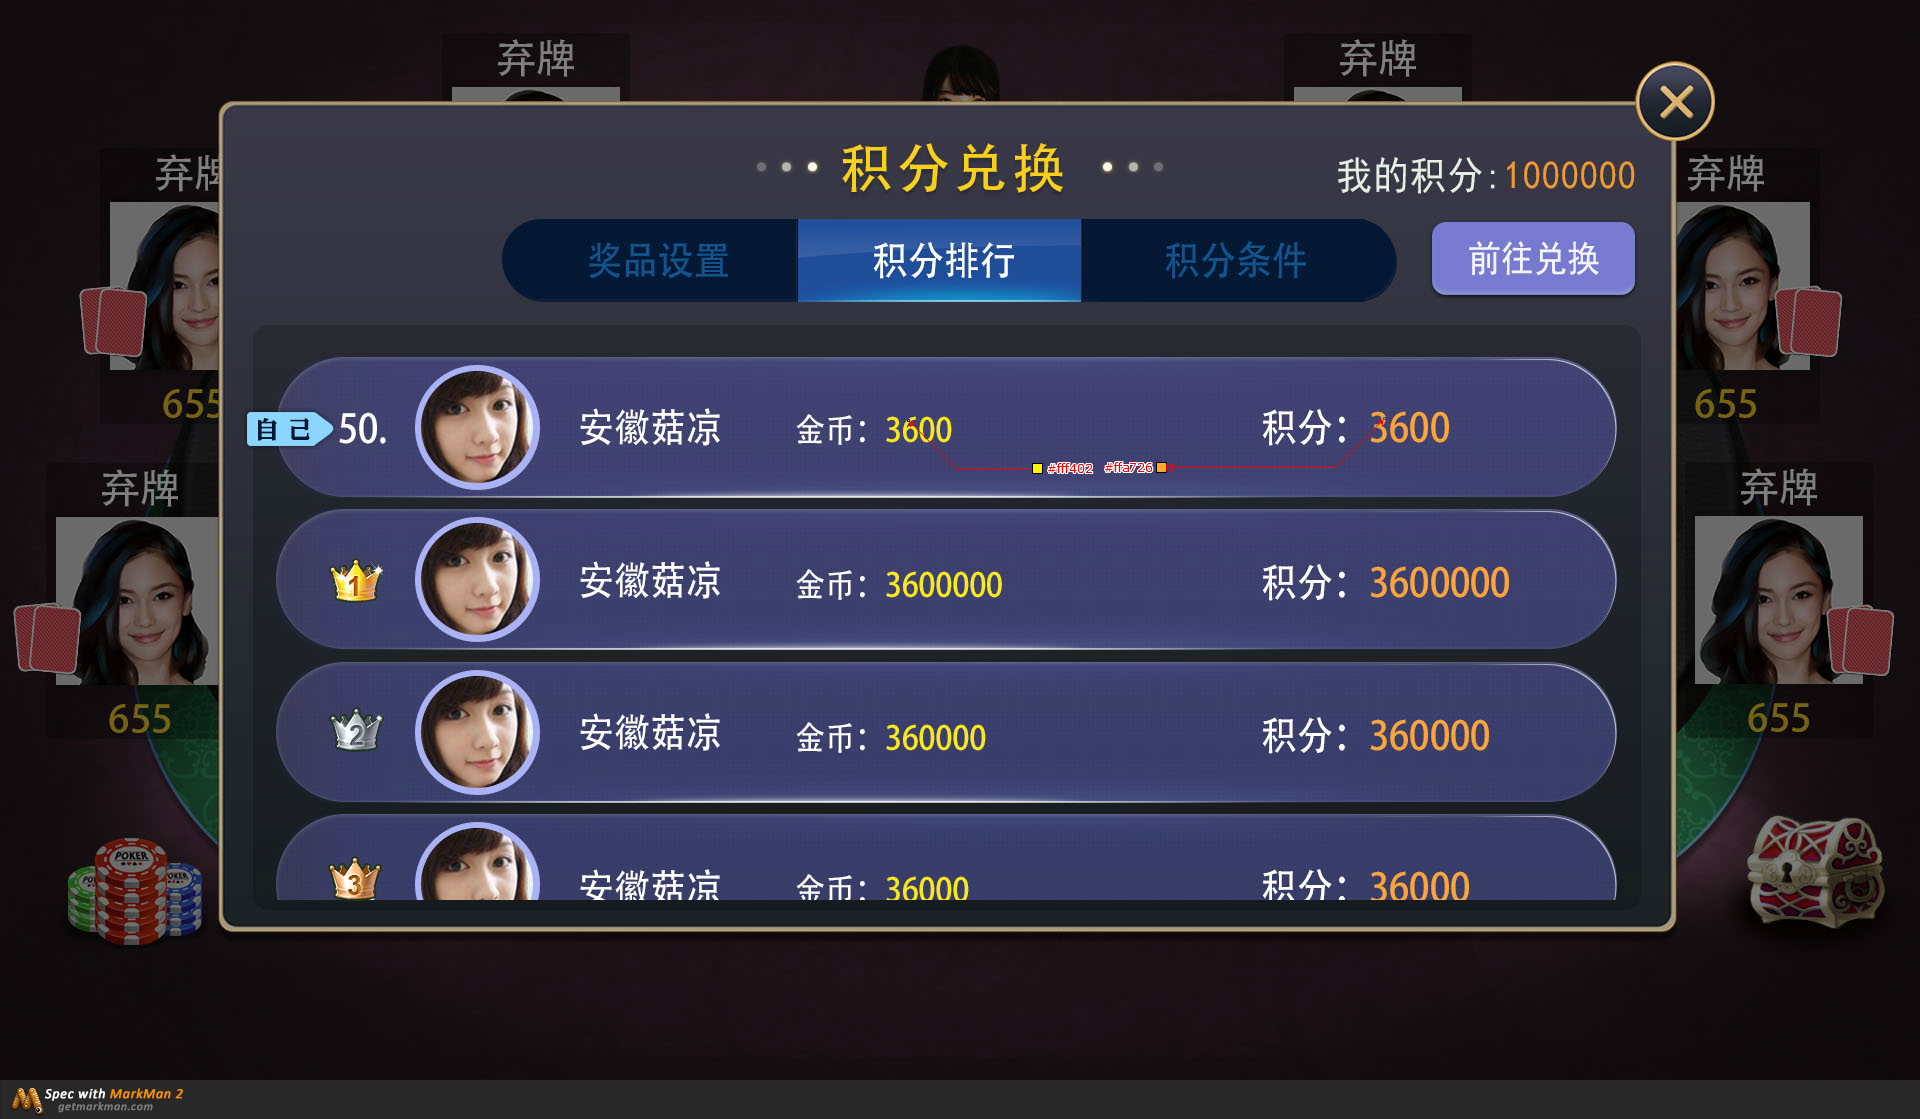 弃牌
弃牌
积分兑换
我的积分:1000000
弃牌
弃牌
奖品设置
积分排行
积分条件
前往兑换
655
655
自己
50.
安徽菇凉
金币：3600
积分：3600
#fff402
#ffa726
弃牌
弃牌
1
安徽菇凉
金币：3600000
积分：3600000
655
655
2
安徽菇凉
金币：360000
积分：360000
3
安徽菇凉
金币：36000
积分：36000
POKER
POKER
Spec with MarkMan 2
getmarkman.com